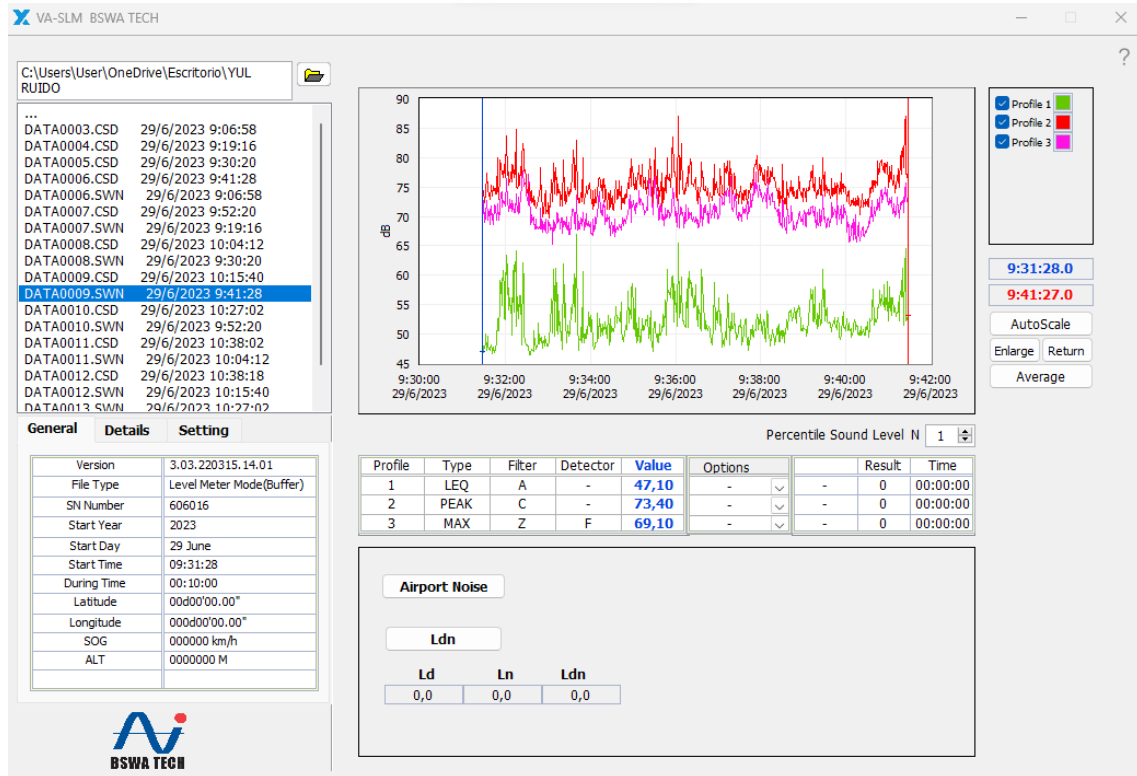 VA-SLM BSWA TECH
?
C:\Users\User\OneDrive\Escritorio\YUL
RUIDO
...
DATA0003.CSD 29/6/2023 9:06:58
DATA0004.CSD 29/6/2023 9:19:16
DATA0005.CSD 29/6/2023 9:30:20
DATA0006.CSD 29/6/2023 9:41:28
DATA0006.SWN 29/6/2023 9:06:58
DATA0007.CSD 29/6/2023 9:52:20
DATA0007.SWN 29/6/2023 9:19:16
DATA0008.CSD 29/6/2023 10:04:12
DATA0008.SWN 29/6/2023 9:30:20
DATA0009.CSD 29/6/2023 10:15:40
DATA0009.SWN 29/6/2023 9:41:28
DATA0010.CSD 29/6/2023 10:27:02
DATA0010.SWN 29/6/2023 9:52:20
DATA0011.CSD 29/6/2023 10:38:02
DATA0011.SWN 29/6/2023 10:04:12
DATA0012.CSD 29/6/2023 10:38:18
DATA0012.SWN 29/6/2023 10:15:40
DATA0013.SWN 29/6/2023 10:27:02
General Details Setting
Version 3.03.220315.14.01
File Type Level Meter Mode(Buffer)
SN Number 606016
Start Year 2023
Start Day 29 June
Start Time 09:31:28
During Time 00:10:00
Latitude 00d00'00.00"
Longitude 000d00'00.00"
SOG 000000 km/h
ALT 0000000 M
BSWA TECH
90
85
80
75
70
65
60
55
50
45
dB
9:30:00 9:32:00 9:34:00 9:36:00 9:38:00 9:40:00 9:42:00
29/6/2023 29/6/2023 29/6/2023 29/6/2023 29/6/2023 29/6/2023 29/6/2023
Profile 1
Profile 2
Profile 3
9:31:28.0
9:41:27.0
AutoScale
Enlarge Return
Average
Percentile Sound Level N 1
Profile Type Filter Detector Value Options Result Time
1 LEQ A - 47,10 - - 0 00:00:00
2 PEAK C - 73,40 - - 0 00:00:00
3 MAX Z F 69,10 - - 0 00:00:00
Airport Noise
Ldn
Ld Ln Ldn
0,0 0,0 0,0